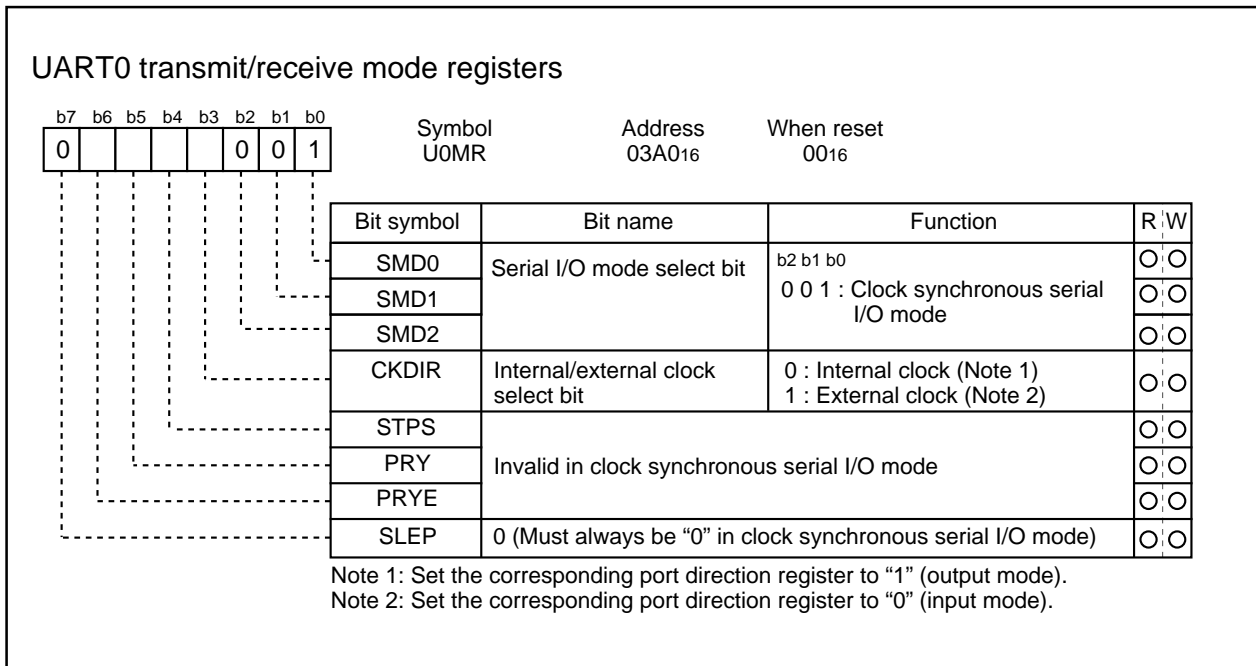 UART0 transmit/receive mode registers
b7 b6 b5 b4 b3 b2 b1 b0
0 0 0 1
Symbol Address When reset
U0MR 03A016 0016
Bit symbol Bit name Function R W
SMD0 Serial I/O mode select bit b2 b1 b0
SMD1 0 0 1 : Clock synchronous serial
I/O mode
SMD2
CKDIR Internal/external clock 0 : Internal clock (Note 1)
select bit 1 : External clock (Note 2)
STPS
PRY Invalid in clock synchronous serial I/O mode
PRYE
SLEP 0 (Must always be “0” in clock synchronous serial I/O mode)
Note 1: Set the corresponding port direction register to “1” (output mode).
Note 2: Set the corresponding port direction register to “0” (input mode).